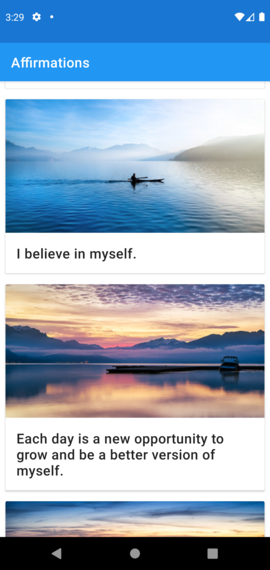 3:29
Affirmations
I believe in myself.
Each day is a new opportunity to
grow and be a better version of
myself.